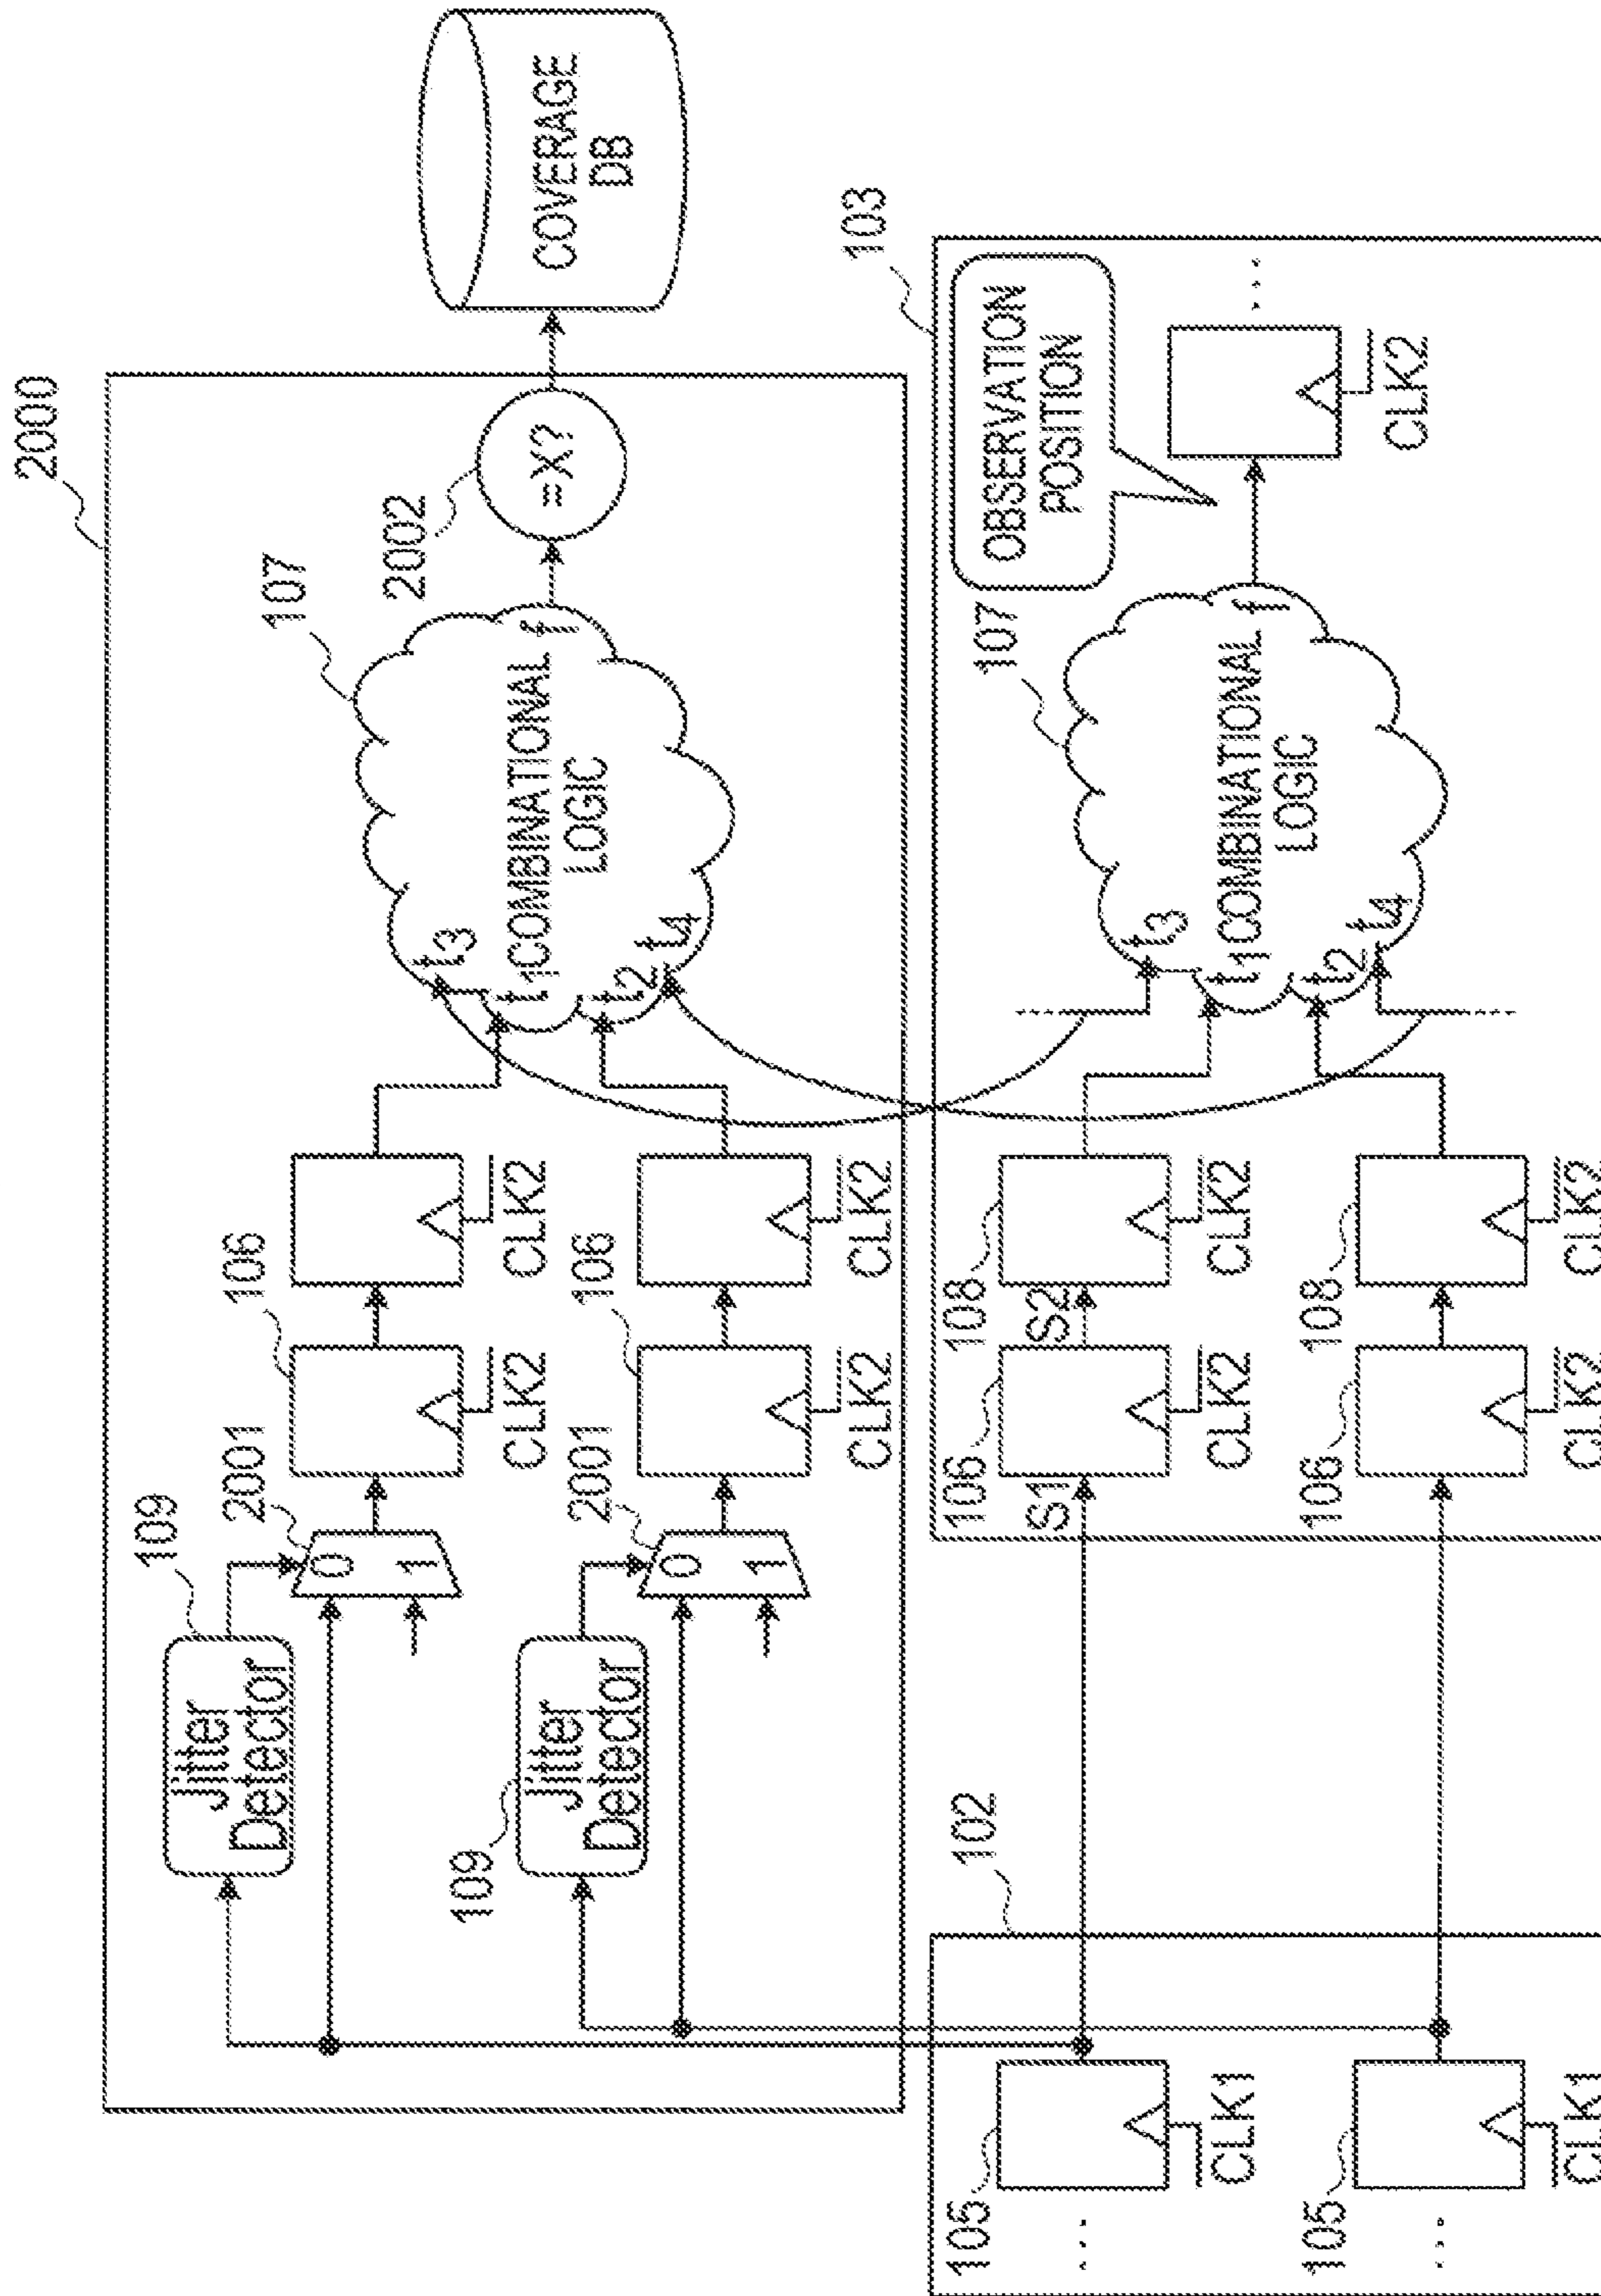 2000
109
Jitter
Detector
2001
0
1
106
CLK2
CLK2
107
t3
t1 COMBINATIONAL f
LOGIC
t2
t4
2002
=X?
COVERAGE
DB
109
Jitter
Detector
2001
0
1
106
CLK2
CLK2
102
103
105
...
CLK1
106
S1
CLK2
108
S2
CLK2
107
t3
t1 COMBINATIONAL f
LOGIC
t2
t4
OBSERVATION
POSITION
CLK2
...
105
...
CLK1
106
CLK2
108
CLK2